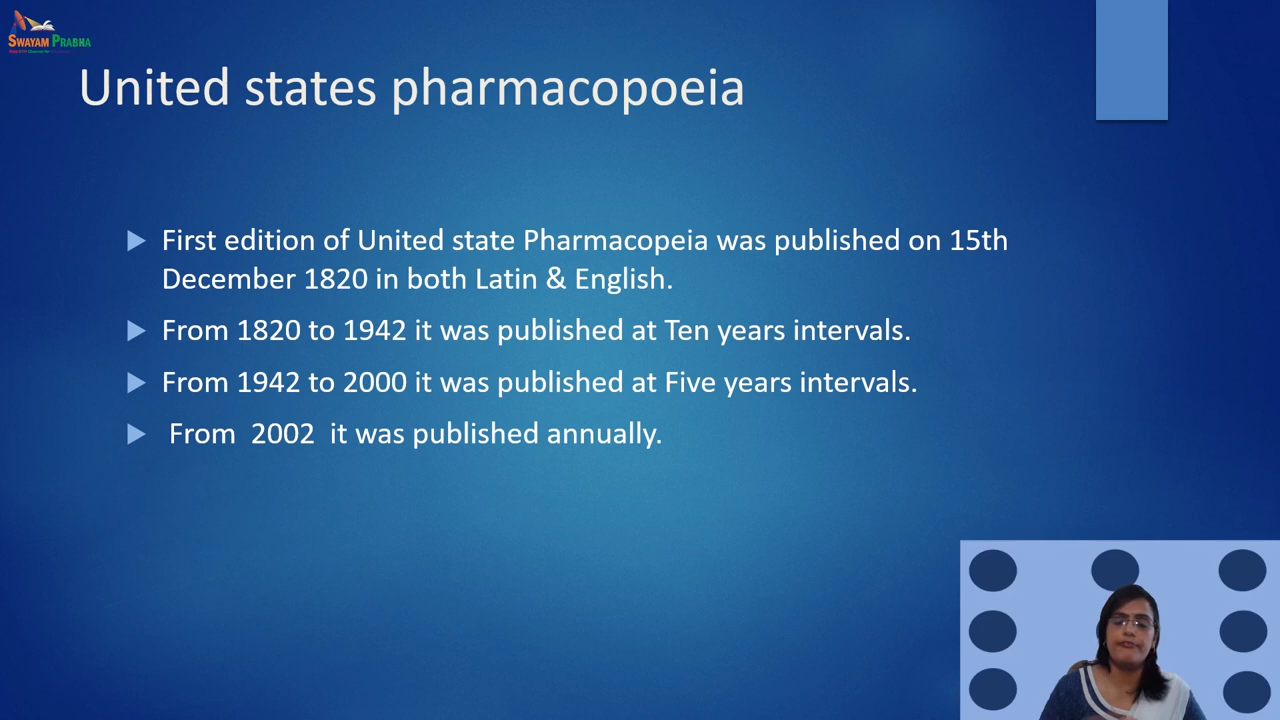 SWAYAM PRABHA
United states pharmacopoeia
First edition of United state Pharmacopeia was published on 15th
December 1820 in both Latin & English.
From 1820 to 1942 it was published at Ten years intervals.
From 1942 to 2000 it was published at Five years intervals.
From 2002 it was published annually.